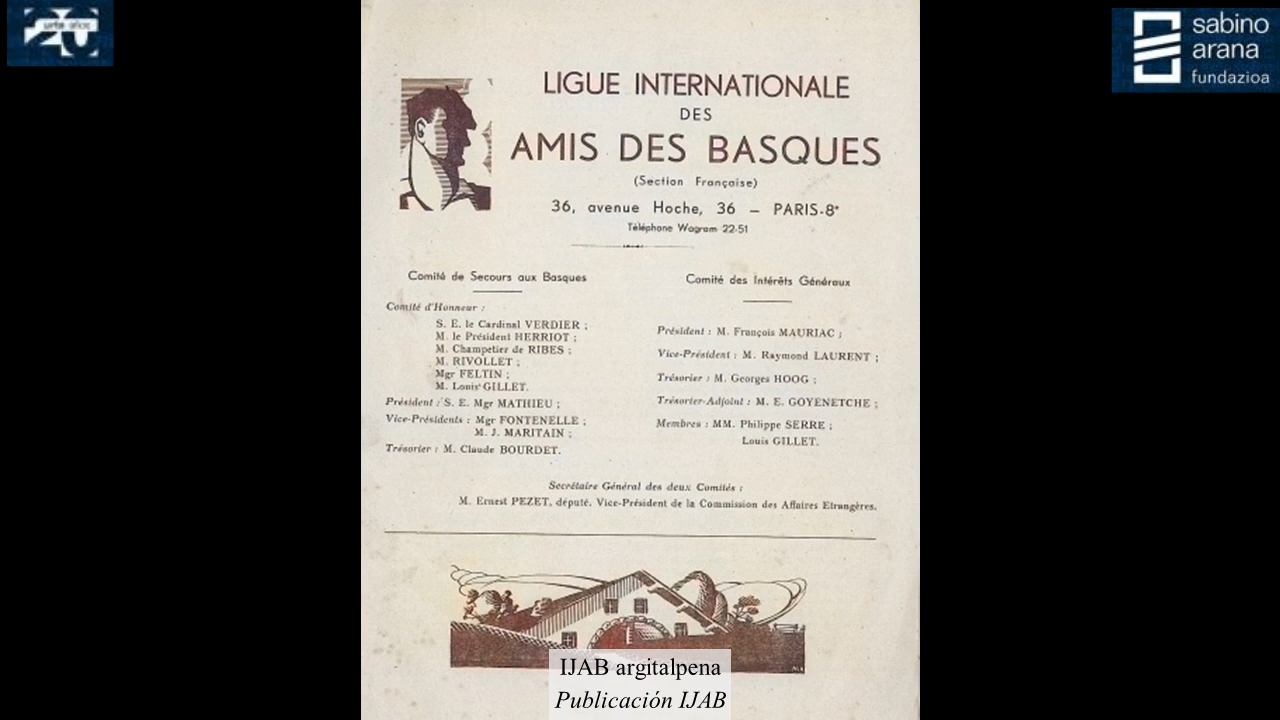 sabino
arana
fundazioa
LIGUE INTERNATIONALE
DES
AMIS DES BASQUES
(Section Française)
36, avenue Hoche, 36 — PARIS-8e
Téléphone Wagram 22-51
Comité de Secours aux Basques
Comité d'Honneur :
S. E. le Cardinal VERDIER ;
M. le Président HERRIOT ;
M. Champetier de RIBES ;
M. RIVOLLET ;
Mgr FELTIN ;
M. Louis GILLET.
Président : S. E. Mgr MATHIEU ;
Vice-Présidents : Mgr FONTENELLE ;
M. J. MARITAIN ;
Trésorier : M. Claude BOURDET.
Comité des Intérêts Généraux
Président : M. François MAURIAC ;
Vice-Président : M. Raymond LAURENT ;
Trésorier : M. Georges HOOG ;
Trésorier-Adjoint : M. E. GOYENETCHE ;
Membres : MM. Philippe SERRE ;
Louis GILLET.
Secrétaire Général des deux Comités :
M. Ernest PEZET, député, Vice-Président de la Commission des Affaires Etrangères.
IJAB argitalpena
Publicación IJAB